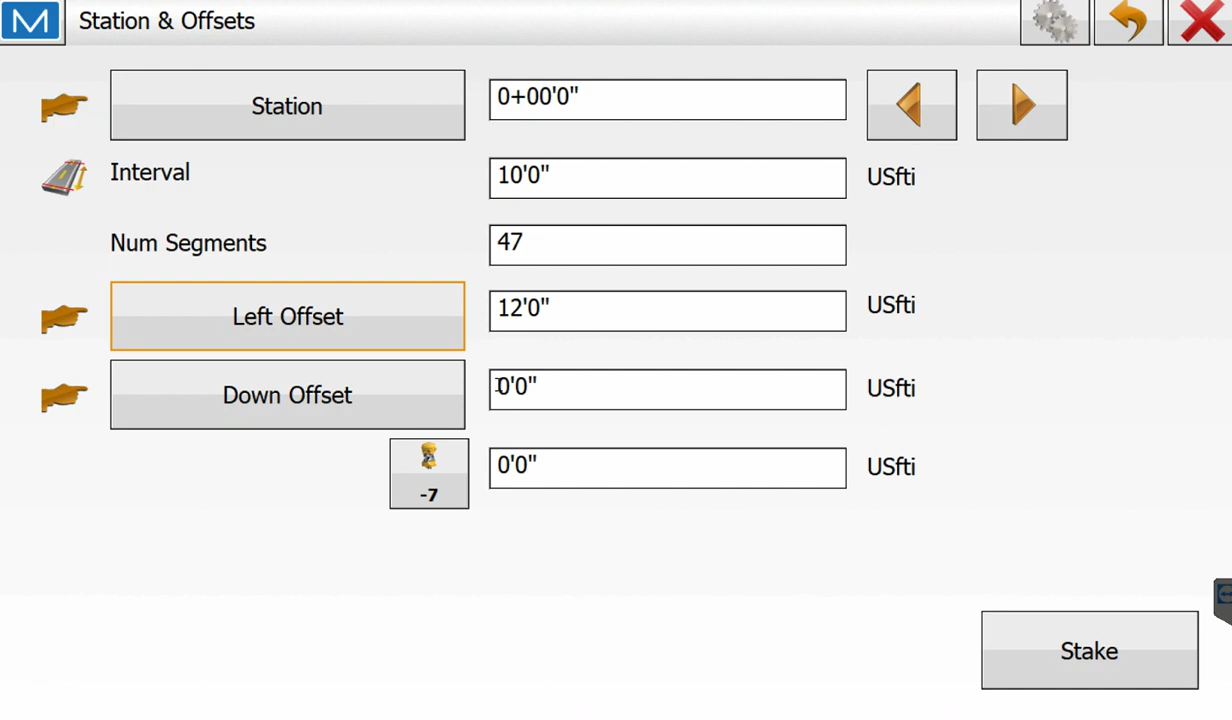 M Station & Offsets
Station 0+00'0"
Interval 10'0" USfti
Num Segments 47
Left Offset 12'0" USfti
Down Offset 0'0" USfti
-7 0'0" USfti
Stake